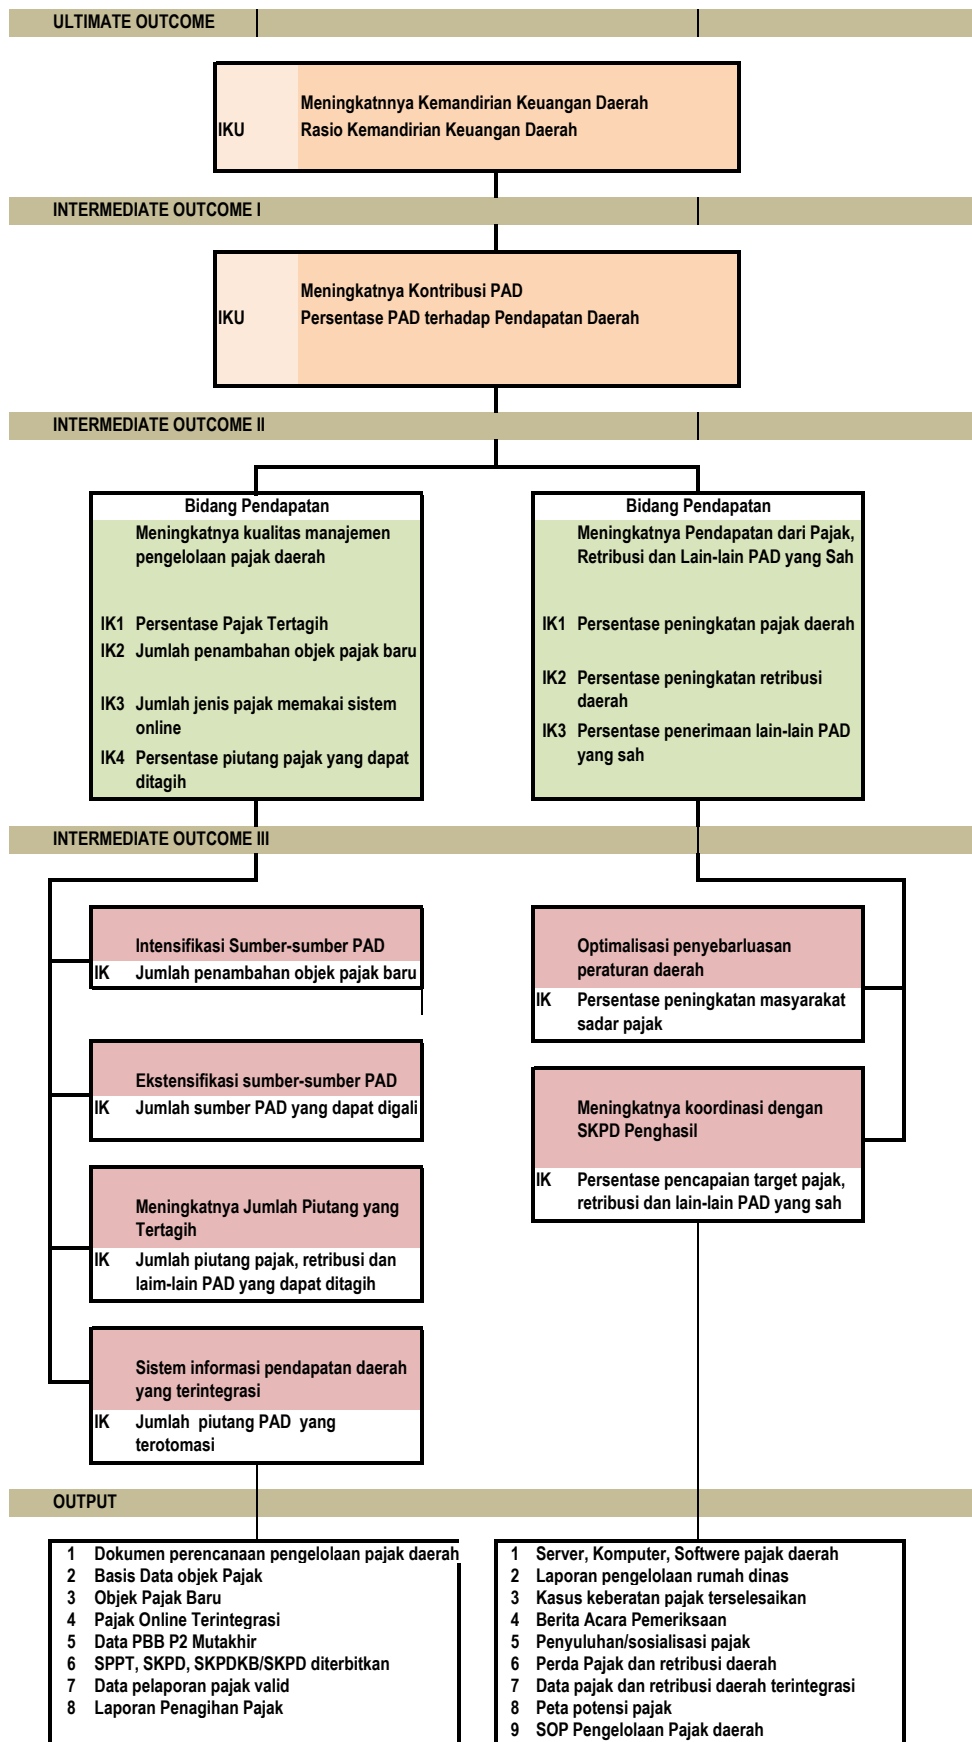 ULTIMATE OUTCOME
Meningkatnnya Kemandirian Keuangan Daerah
IKU Rasio Kemandirian Keuangan Daerah
INTERMEDIATE OUTCOME I
Meningkatnya Kontribusi PAD
IKU Persentase PAD terhadap Pendapatan Daerah
INTERMEDIATE OUTCOME II
Bidang Pendapatan
Meningkatnya kualitas manajemen
pengelolaan pajak daerah
IK1 Persentase Pajak Tertagih
IK2 Jumlah penambahan objek pajak baru
IK3 Jumlah jenis pajak memakai sistem
online
IK4 Persentase piutang pajak yang dapat
ditagih
Bidang Pendapatan
Meningkatnya Pendapatan dari Pajak,
Retribusi dan Lain-lain PAD yang Sah
IK1 Persentase peningkatan pajak daerah
IK2 Persentase peningkatan retribusi
daerah
IK3 Persentase penerimaan lain-lain PAD
yang sah
INTERMEDIATE OUTCOME III
Intensifikasi Sumber-sumber PAD
IK Jumlah penambahan objek pajak baru
Ekstensifikasi sumber-sumber PAD
IK Jumlah sumber PAD yang dapat digali
Meningkatnya Jumlah Piutang yang
Tertagih
IK Jumlah piutang pajak, retribusi dan
laim-lain PAD yang dapat ditagih
Sistem informasi pendapatan daerah
yang terintegrasi
IK Jumlah piutang PAD yang
terotomasi
Optimalisasi penyebarluasan
peraturan daerah
IK Persentase peningkatan masyarakat
sadar pajak
Meningkatnya koordinasi dengan
SKPD Penghasil
IK Persentase pencapaian target pajak,
retribusi dan lain-lain PAD yang sah
OUTPUT
1 Dokumen perencanaan pengelolaan pajak daerah
2 Basis Data objek Pajak
3 Objek Pajak Baru
4 Pajak Online Terintegrasi
5 Data PBB P2 Mutakhir
6 SPPT, SKPD, SKPDKB/SKPD diterbitkan
7 Data pelaporan pajak valid
8 Laporan Penagihan Pajak
1 Server, Komputer, Softwere pajak daerah
2 Laporan pengelolaan rumah dinas
3 Kasus keberatan pajak terselesaikan
4 Berita Acara Pemeriksaan
5 Penyuluhan/sosialisasi pajak
6 Perda Pajak dan retribusi daerah
7 Data pajak dan retribusi daerah terintegrasi
8 Peta potensi pajak
9 SOP Pengelolaan Pajak daerah